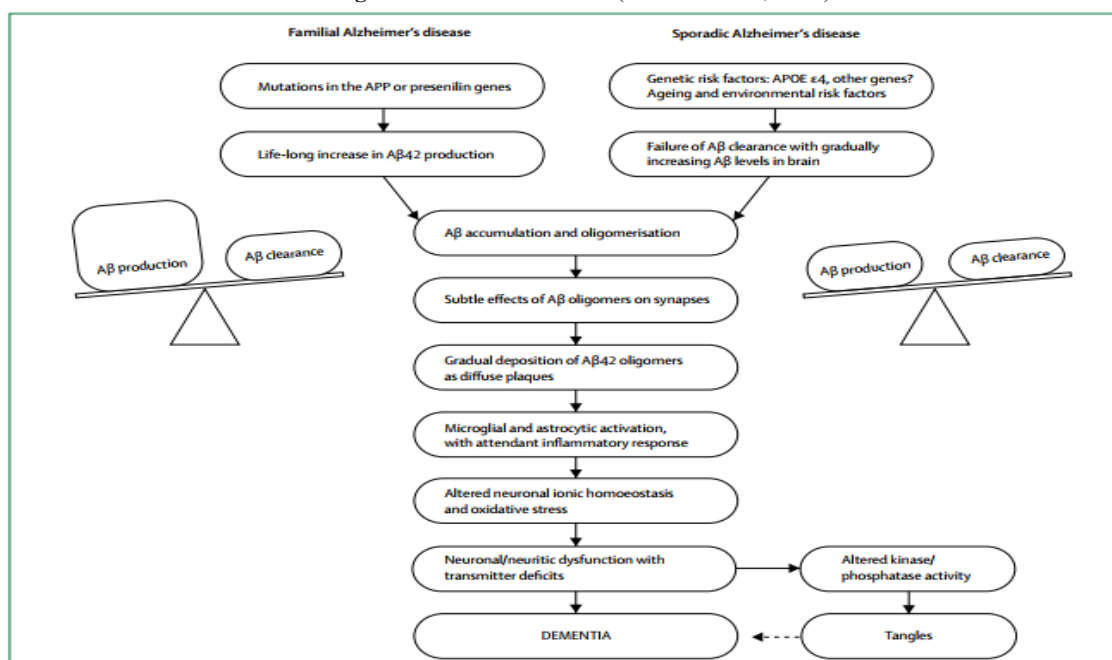 Familial Alzheimer's disease
Sporadic Alzheimer's disease
Mutations in the APP or presenilin genes
Genetic risk factors: APOE ε4, other genes?
Ageing and environmental risk factors
Life-long increase in Aβ42 production
Failure of Aβ clearance with gradually
increasing Aβ levels in brain
Aβ accumulation and oligomerisation
Aβ production
Aβ clearance
Aβ production
Aβ clearance
Subtle effects of Aβ oligomers on synapses
Gradual deposition of Aβ42 oligomers
as diffuse plaques
Microglial and astrocytic activation,
with attendant inflammatory response
Altered neuronal ionic homoeostasis
and oxidative stress
Neuronal/neuritic dysfunction with
transmitter deficits
Altered kinase/
phosphatase activity
DEMENTIA
Tangles